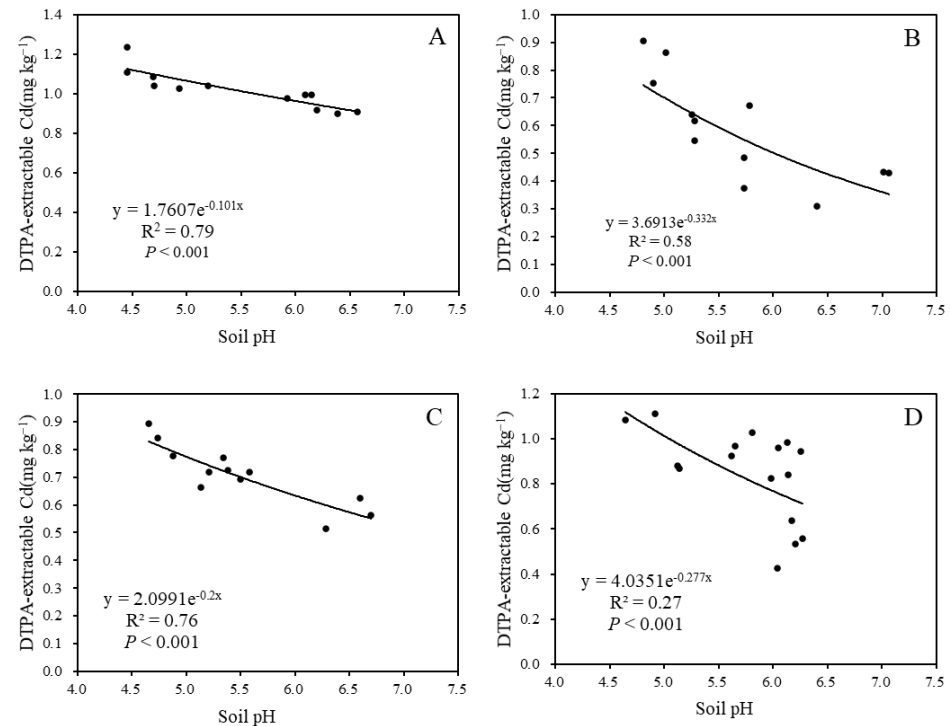 A
DTPA-extractable Cd(mg kg⁻¹)
1.4
1.2
1.0
0.8
0.6
0.4
0.2
0.0
y = 1.7607e^-0.101x
R² = 0.79
P < 0.001
4.0 4.5 5.0 5.5 6.0 6.5 7.0 7.5
Soil pH
B
DTPA-extractable Cd(mg kg⁻¹)
1.0
0.9
0.8
0.7
0.6
0.5
0.4
0.3
0.2
0.1
0.0
y = 3.6913e^-0.332x
R² = 0.58
P < 0.001
4.0 4.5 5.0 5.5 6.0 6.5 7.0 7.5
Soil pH
C
DTPA-extractable Cd(mg kg⁻¹)
1.0
0.9
0.8
0.7
0.6
0.5
0.4
0.3
0.2
0.1
0.0
y = 2.0991e^-0.2x
R² = 0.76
P < 0.001
4.0 4.5 5.0 5.5 6.0 6.5 7.0 7.5
Soil pH
D
DTPA-extractable Cd(mg kg⁻¹)
1.2
1.0
0.8
0.6
0.4
0.2
0.0
y = 4.0351e^-0.277x
R² = 0.27
P < 0.001
4.0 4.5 5.0 5.5 6.0 6.5 7.0 7.5
Soil pH